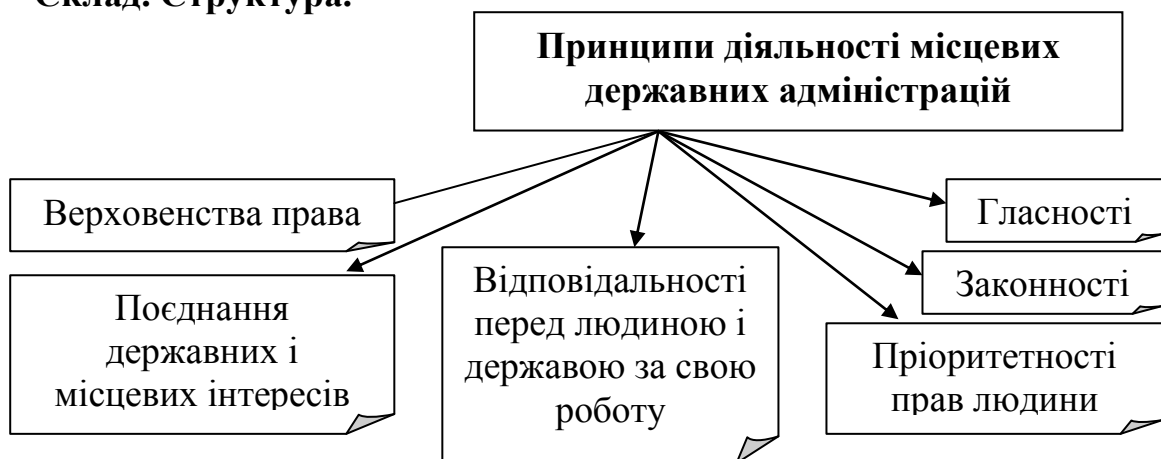 Склад. Структура.
Принципи діяльності місцевих
державних адміністрацій
Верховенства права
Гласності
Поєднання
державних і
місцевих інтересів
Відповідальності
перед людиною і
державою за свою
роботу
Законності
Пріоритетності
прав людини